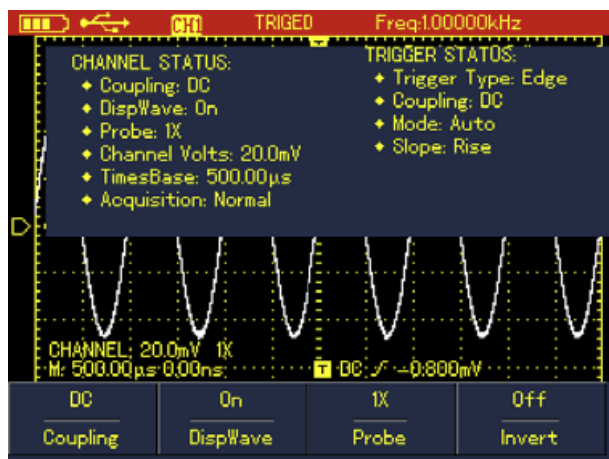 CH1 TRIGED Freq:1.00000kHz
CHANNEL STATUS:
Coupling: DC
DispWave: On
Probe: 1X
Channel Volts: 20.0mV
TimesBase: 500.00μs
Acquisition: Normal
TRIGGER STATUS:
Trigger Type: Edge
Coupling: DC
Mode: Auto
Slope: Rise
CHANNEL: 20.0mV 1X
M: 500.00μs 0.00ns T DC -0.800mV
DC On 1X Off
Coupling DispWave Probe Invert